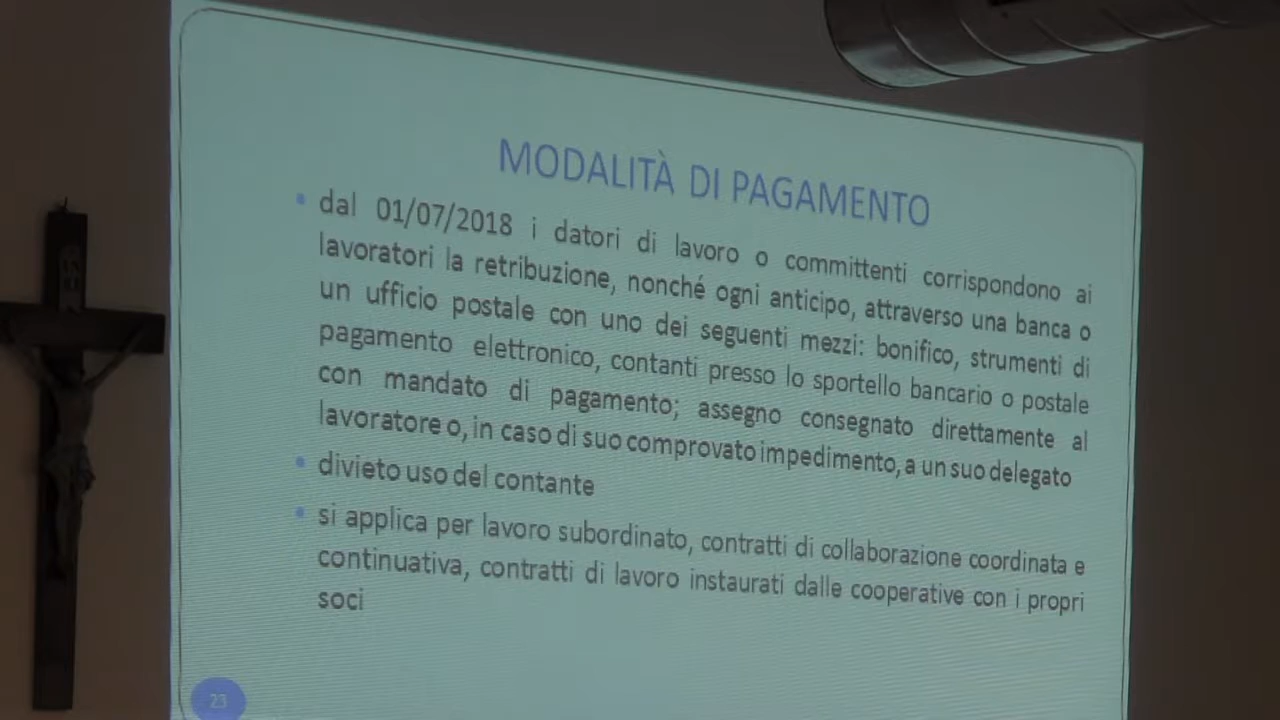 MODALITÀ DI PAGAMENTO
• dal 01/07/2018 i datori di lavoro o committenti corrispondono ai
lavoratori la retribuzione, nonché ogni anticipo, attraverso una banca o
un ufficio postale con uno dei seguenti mezzi: bonifico, strumenti di
pagamento elettronico, contanti presso lo sportello bancario o postale
con mandato di pagamento; assegno consegnato direttamente al
lavoratore o, in caso di suo comprovato impedimento, a un suo delegato
• divieto uso del contante
• si applica per lavoro subordinato, contratti di collaborazione coordinata e
continuativa, contratti di lavoro instaurati dalle cooperative con i propri
soci
23